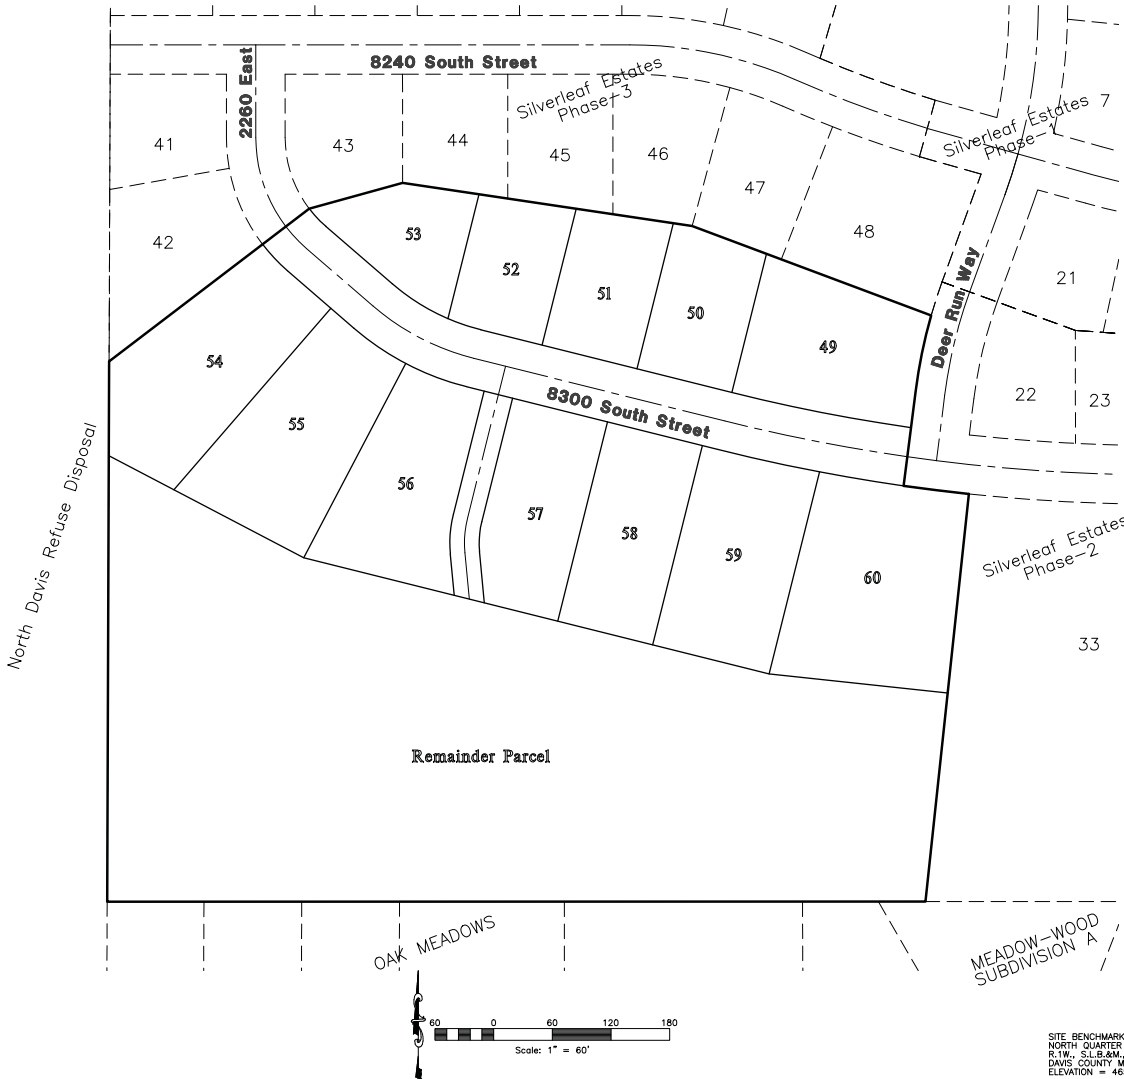 8240 South Street
2260 East
Silverleaf Estates
Phase-3
Silverleaf Estates
Phase-1
7
41
43
44
45
46
47
48
42
53
52
51
50
49
21
22
23
Deer Run Way
54
55
56
57
58
59
60
8300 South Street
North Davis Refuse Disposal
Silverleaf Estates
Phase-2
33
Remainder Parcel
OAK MEADOWS
MEADOW-WOOD
SUBDIVISION A
60 0 60 120 180
Scale: 1" = 60'
SITE BENCHMARK
NORTH QUARTER
R.1W., S.L.B.&M.,
DAVIS COUNTY M
ELEVATION = 46